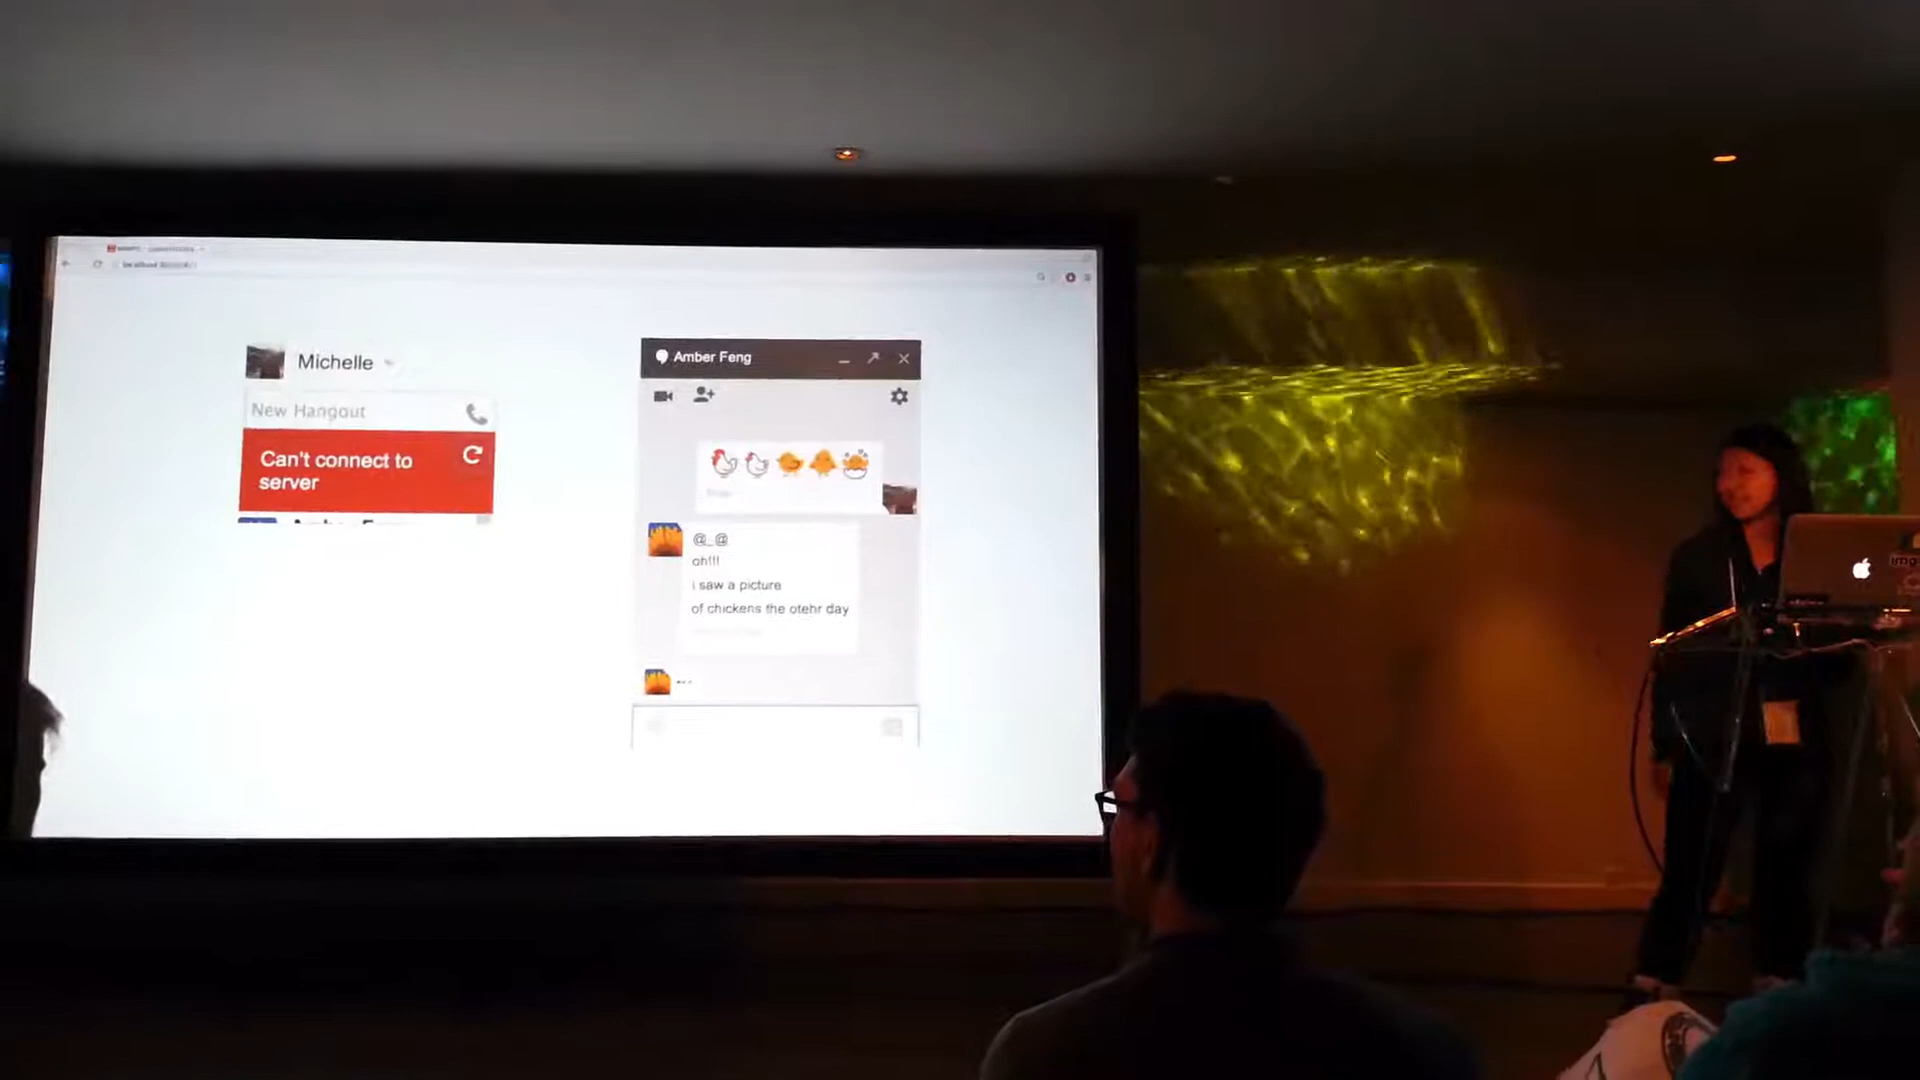 Michelle
New Hangout
Can't connect to
server
Amber Feng
@_@
oh!!!
i saw a picture
of chickens the otehr day